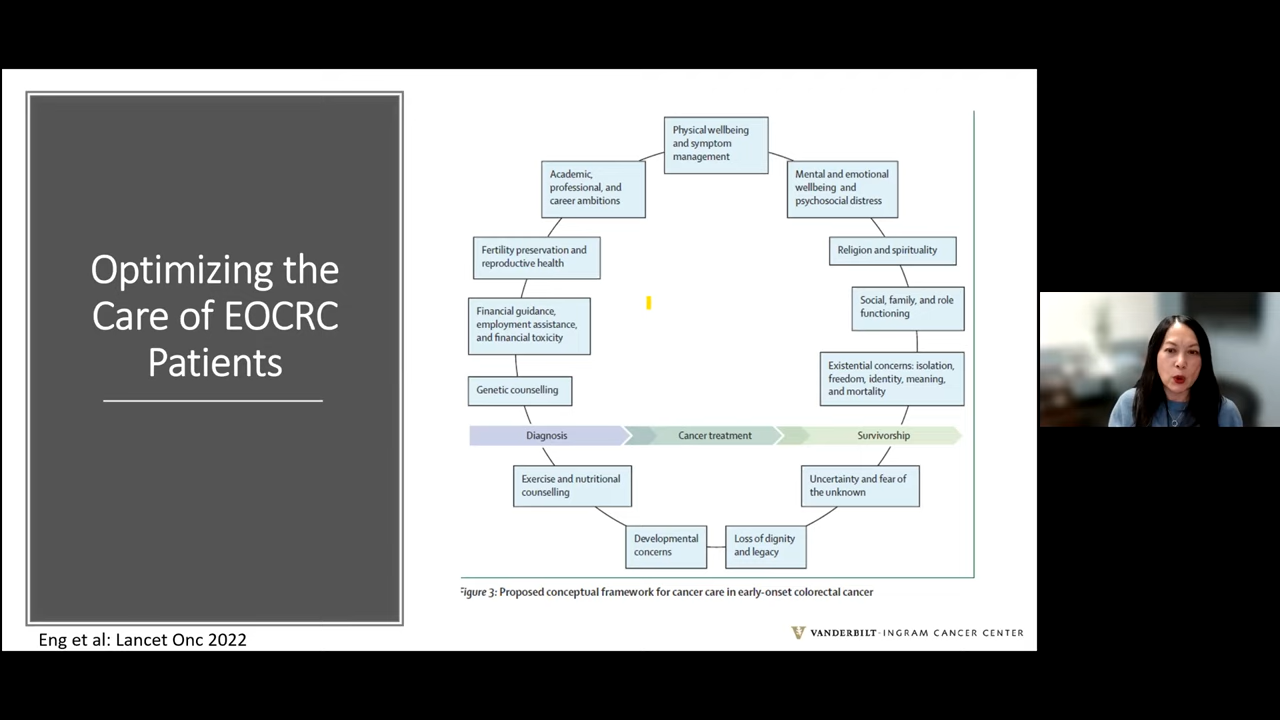 Optimizing the
Care of EOCRC
Patients
Eng et al: Lancet Onc 2022
Physical wellbeing
and symptom
management
Mental and emotional
wellbeing and
psychosocial distress
Religion and spirituality
Social, family, and role
functioning
Existential concerns: isolation,
freedom, identity, meaning,
and mortality
Academic,
professional, and
career ambitions
Fertility preservation and
reproductive health
Financial guidance,
employment assistance,
and financial toxicity
Genetic counselling
Diagnosis
Cancer treatment
Survivorship
Exercise and nutritional
counselling
Developmental
concerns
Loss of dignity
and legacy
Uncertainty and fear of
the unknown
Figure 3: Proposed conceptual framework for cancer care in early-onset colorectal cancer
VANDERBILT-INGRAM CANCER CENTER